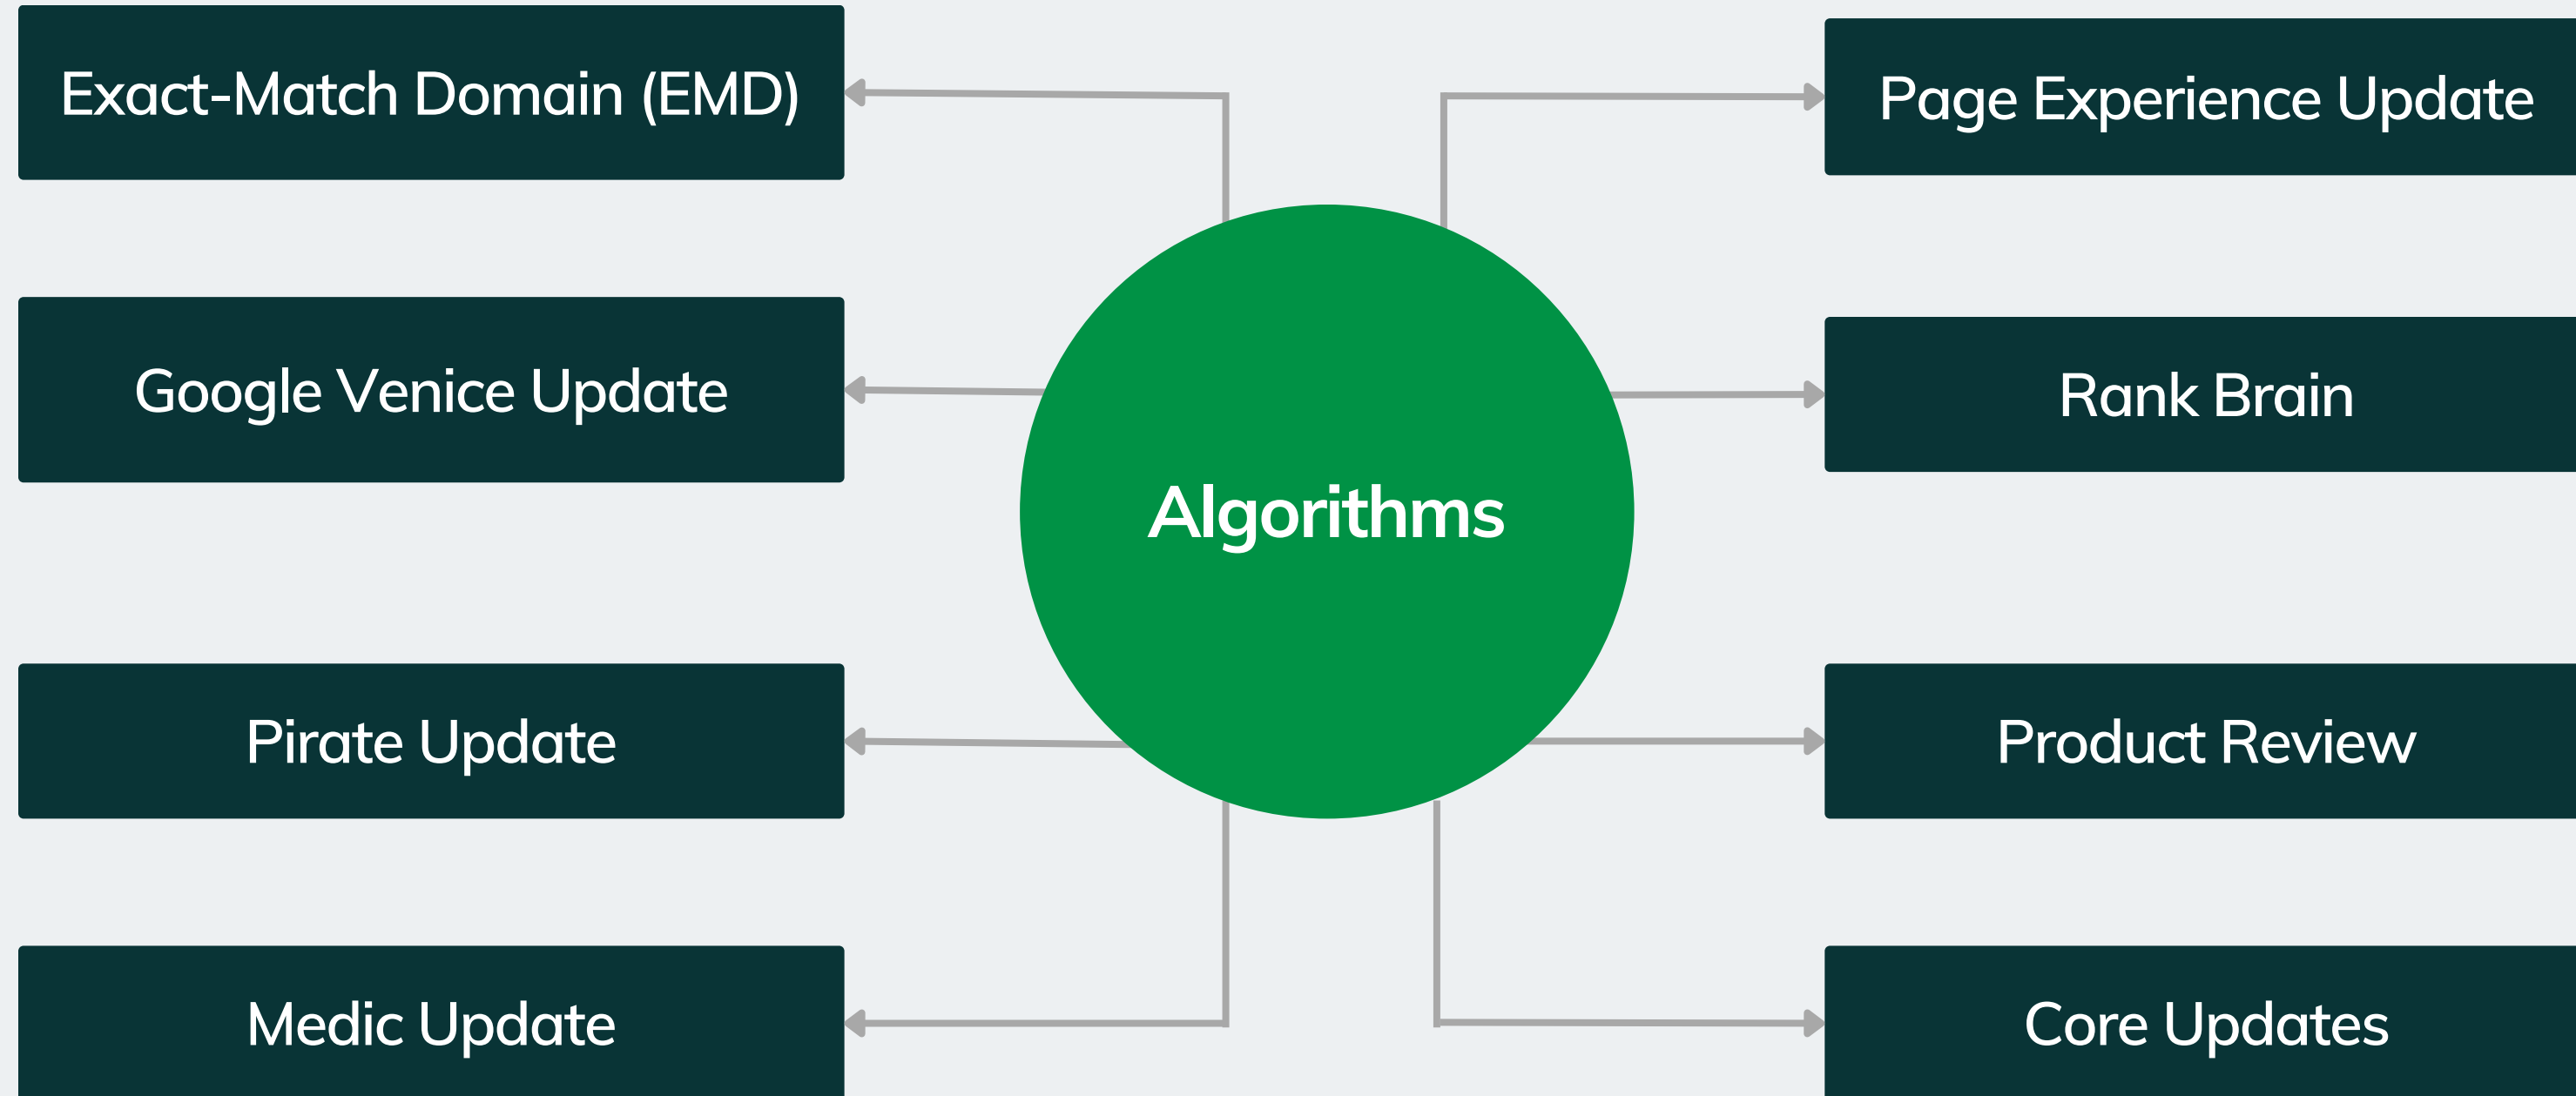 Exact-Match Domain (EMD)
Page Experience Update
Google Venice Update
Rank Brain
Algorithms
Pirate Update
Product Review
Medic Update
Core Updates